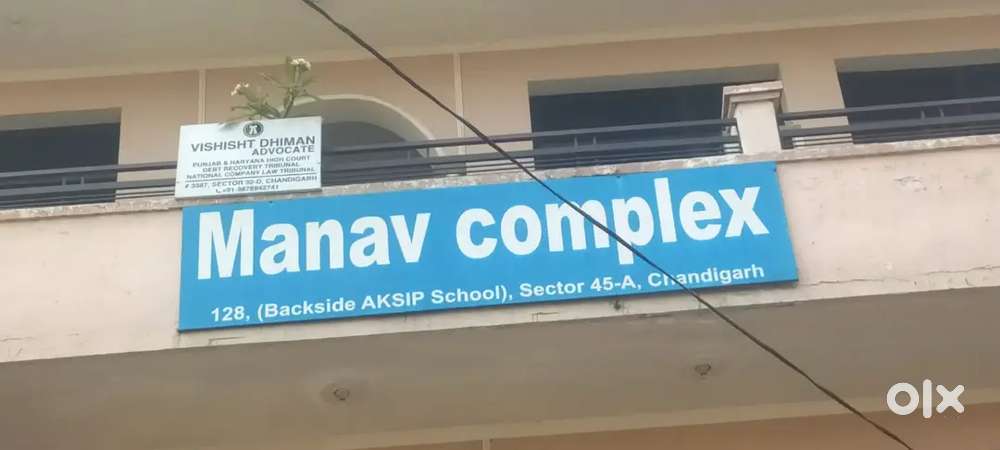 VISHISHT DHIMAN
ADVOCATE
PUNJAB & HARYANA HIGH COURT
DEBT RECOVERY TRIBUNAL
NATIONAL COMPANY LAW TRIBUNAL
# 3387, SECTOR 32-D, CHANDIGARH
Manav complex
128, (Backside AKSIP School), Sector 45-A, Chandigarh
olx